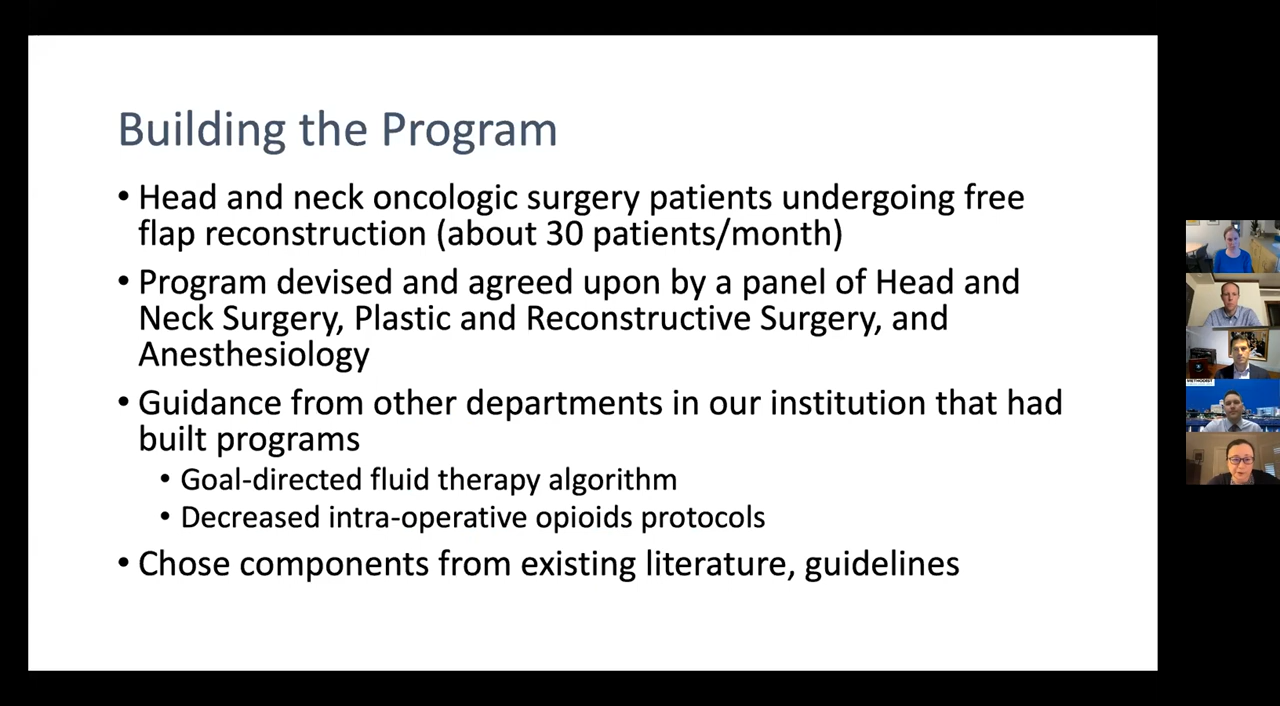 Building the Program
• Head and neck oncologic surgery patients undergoing free
flap reconstruction (about 30 patients/month)
• Program devised and agreed upon by a panel of Head and
Neck Surgery, Plastic and Reconstructive Surgery, and
Anesthesiology
• Guidance from other departments in our institution that had
built programs
• Goal-directed fluid therapy algorithm
• Decreased intra-operative opioids protocols
• Chose components from existing literature, guidelines
METHODIST